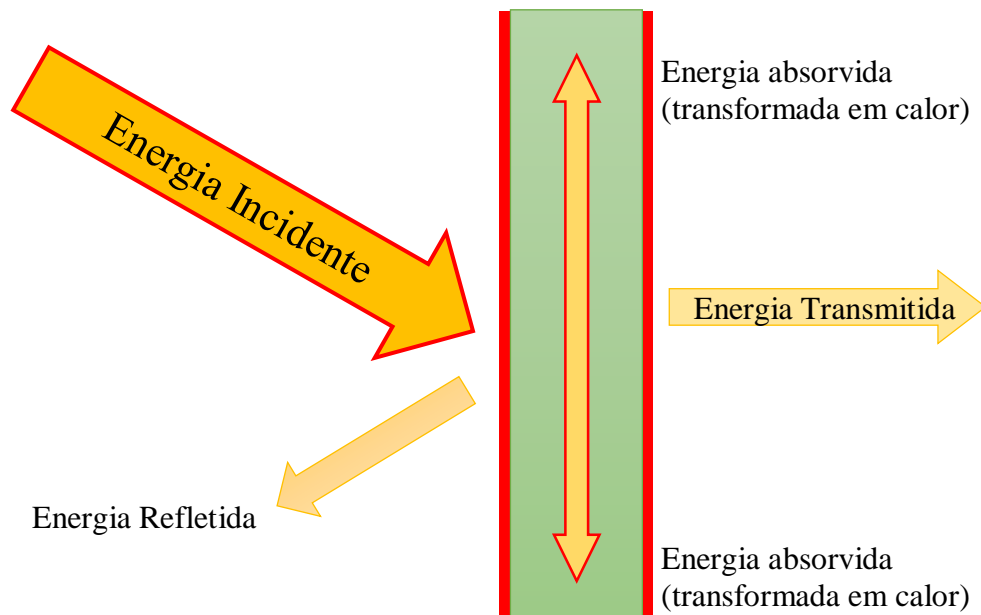 Energia absorvida
(transformada em calor)
Energia Incidente
Energia Transmitida
Energia Refletida
Energia absorvida
(transformada em calor)